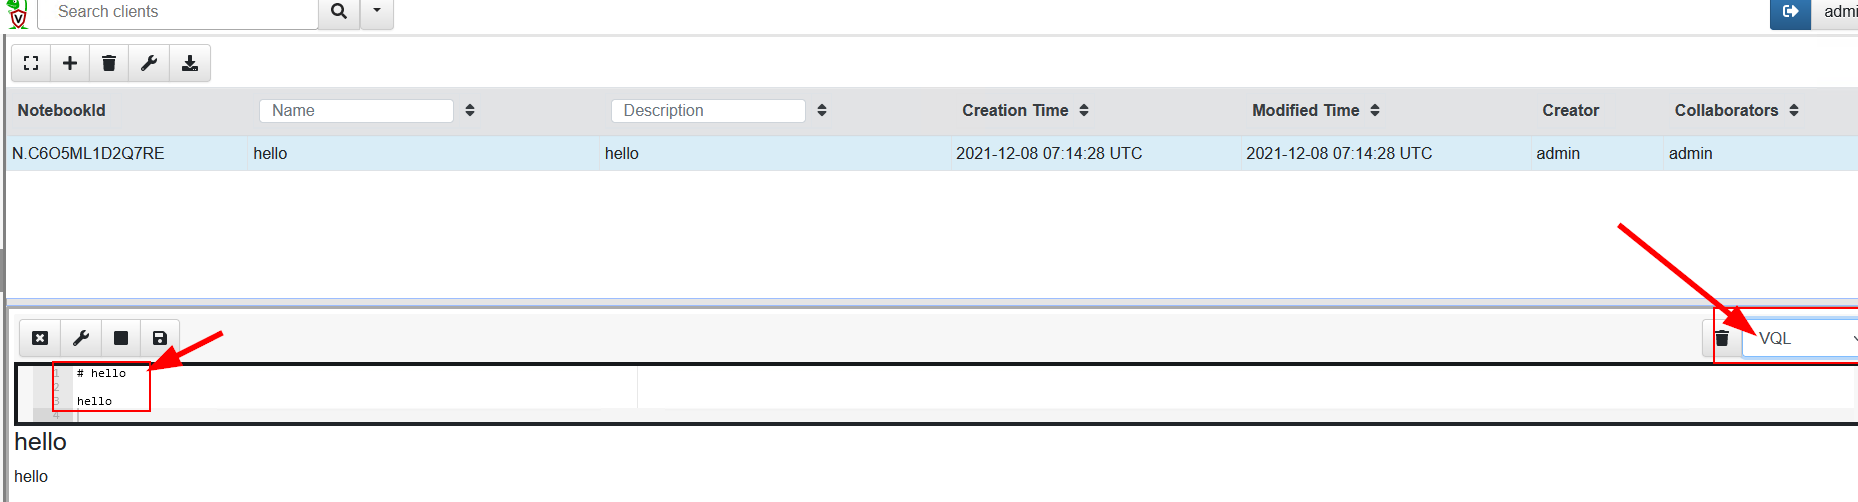 V
Search clients
admi
NotebookId Name Description Creation Time Modified Time Creator Collaborators
N.C6O5ML1D2Q7RE hello hello 2021-12-08 07:14:28 UTC 2021-12-08 07:14:28 UTC admin admin
VQL
1 # hello
2
3 hello
4
hello
hello